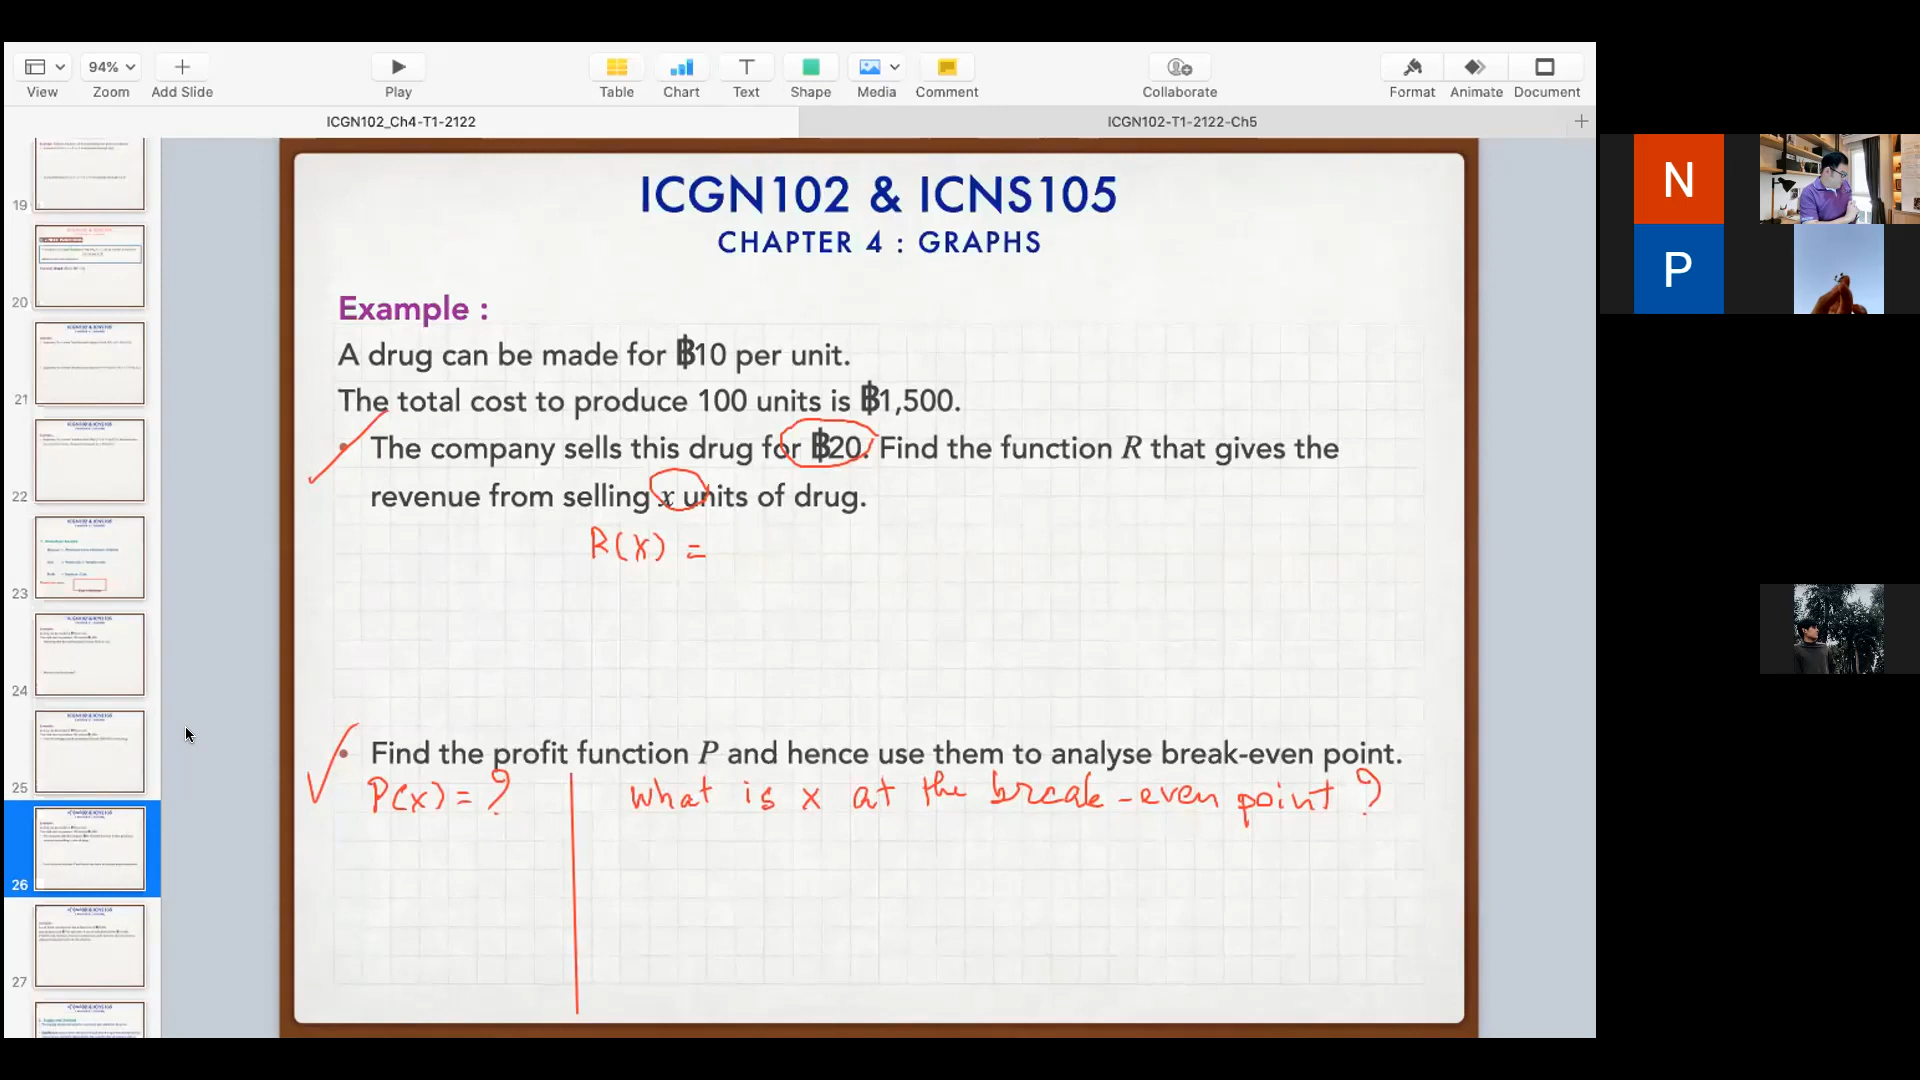 View
94%
Zoom
Add Slide
Play
Table
Chart
Text
Shape
Media
Comment
Collaborate
Format
Animate
Document
ICGN102_Ch4-T1-2122
ICGN102-T1-2122-Ch5
19
20
21
22
23
24
25
26
27
ICGN102 & ICNS105
CHAPTER 4 : GRAPHS
Example :
A drug can be made for ฿10 per unit.
The total cost to produce 100 units is ฿1,500.
• The company sells this drug for ฿20. Find the function R that gives the
revenue from selling x units of drug.
R(x) =
• Find the profit function P and hence use them to analyse break-even point.
P(x) = ?
What is x at the break-even point ?
N
P